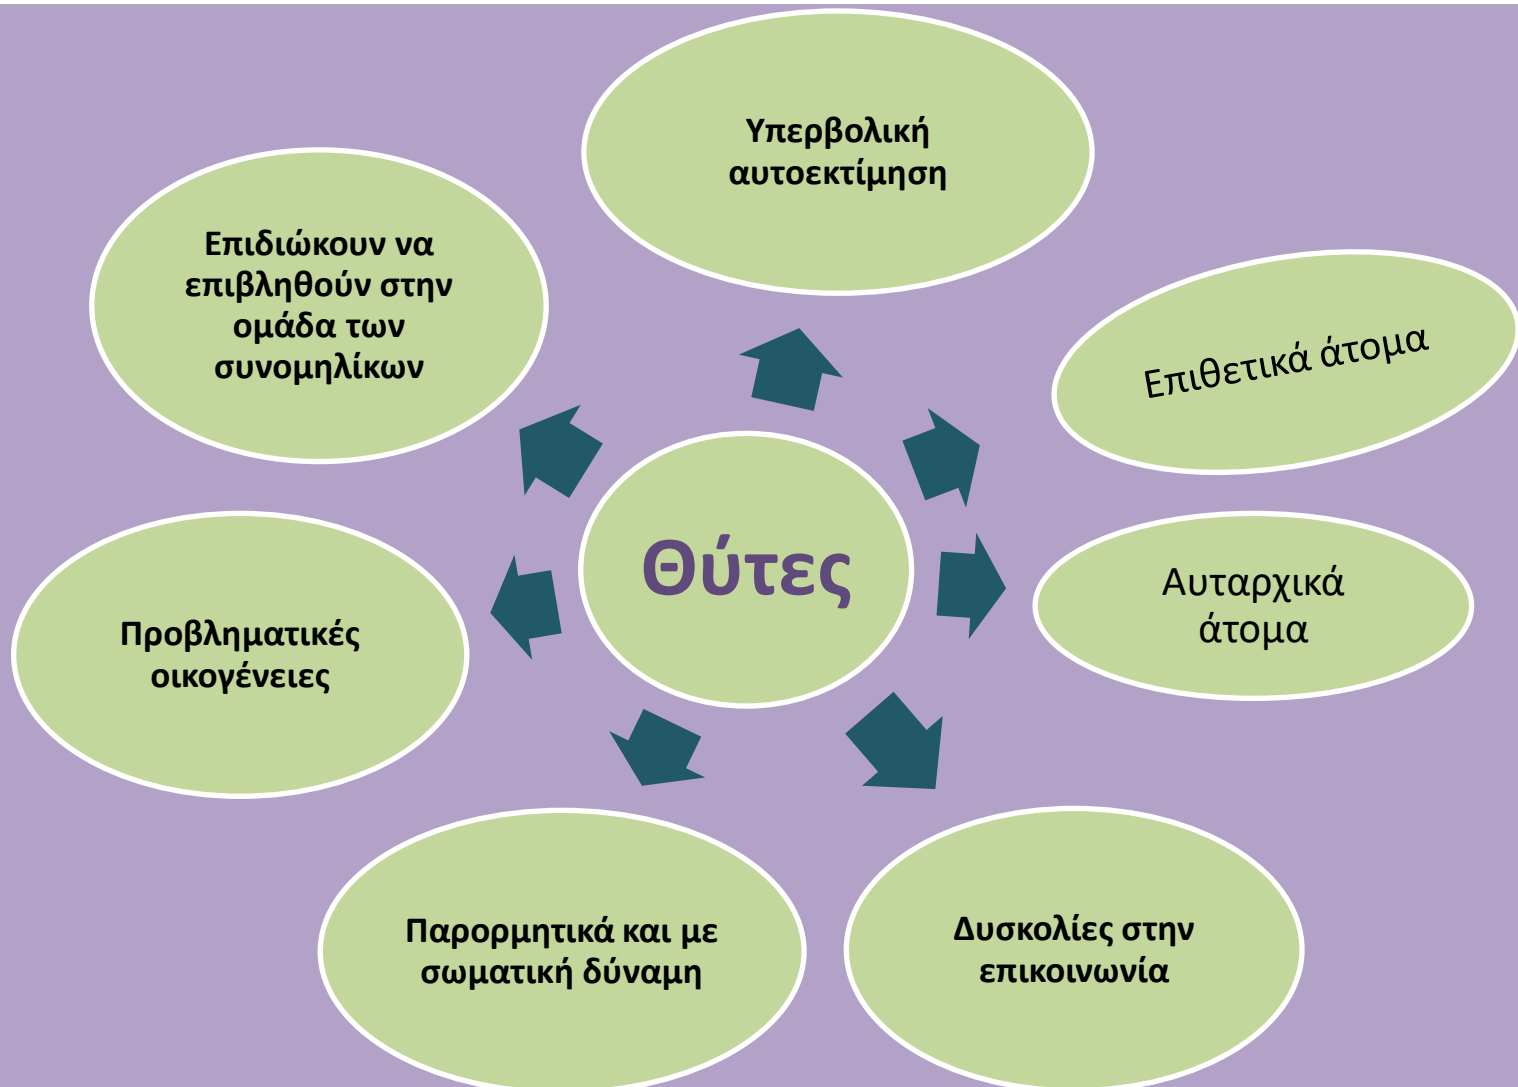 Υπερβολική
αυτοεκτίμηση
Επιδιώκουν να
επιβληθούν στην
ομάδα των
συνομηλίκων
Επιθετικά άτομα
Θύτες
Αυταρχικά
άτομα
Προβληματικές
οικογένειες
Παρορμητικά και με
σωματική δύναμη
Δυσκολίες στην
επικοινωνία